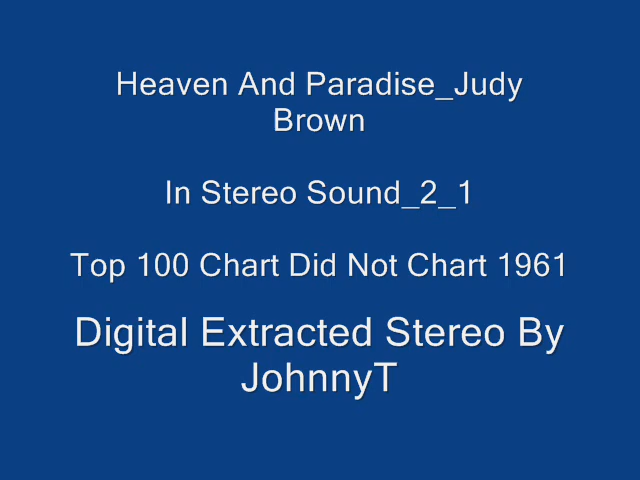 Heaven And Paradise_Judy
Brown
In Stereo Sound_2_1
Top 100 Chart Did Not Chart 1961
Digital Extracted Stereo By
JohnnyT